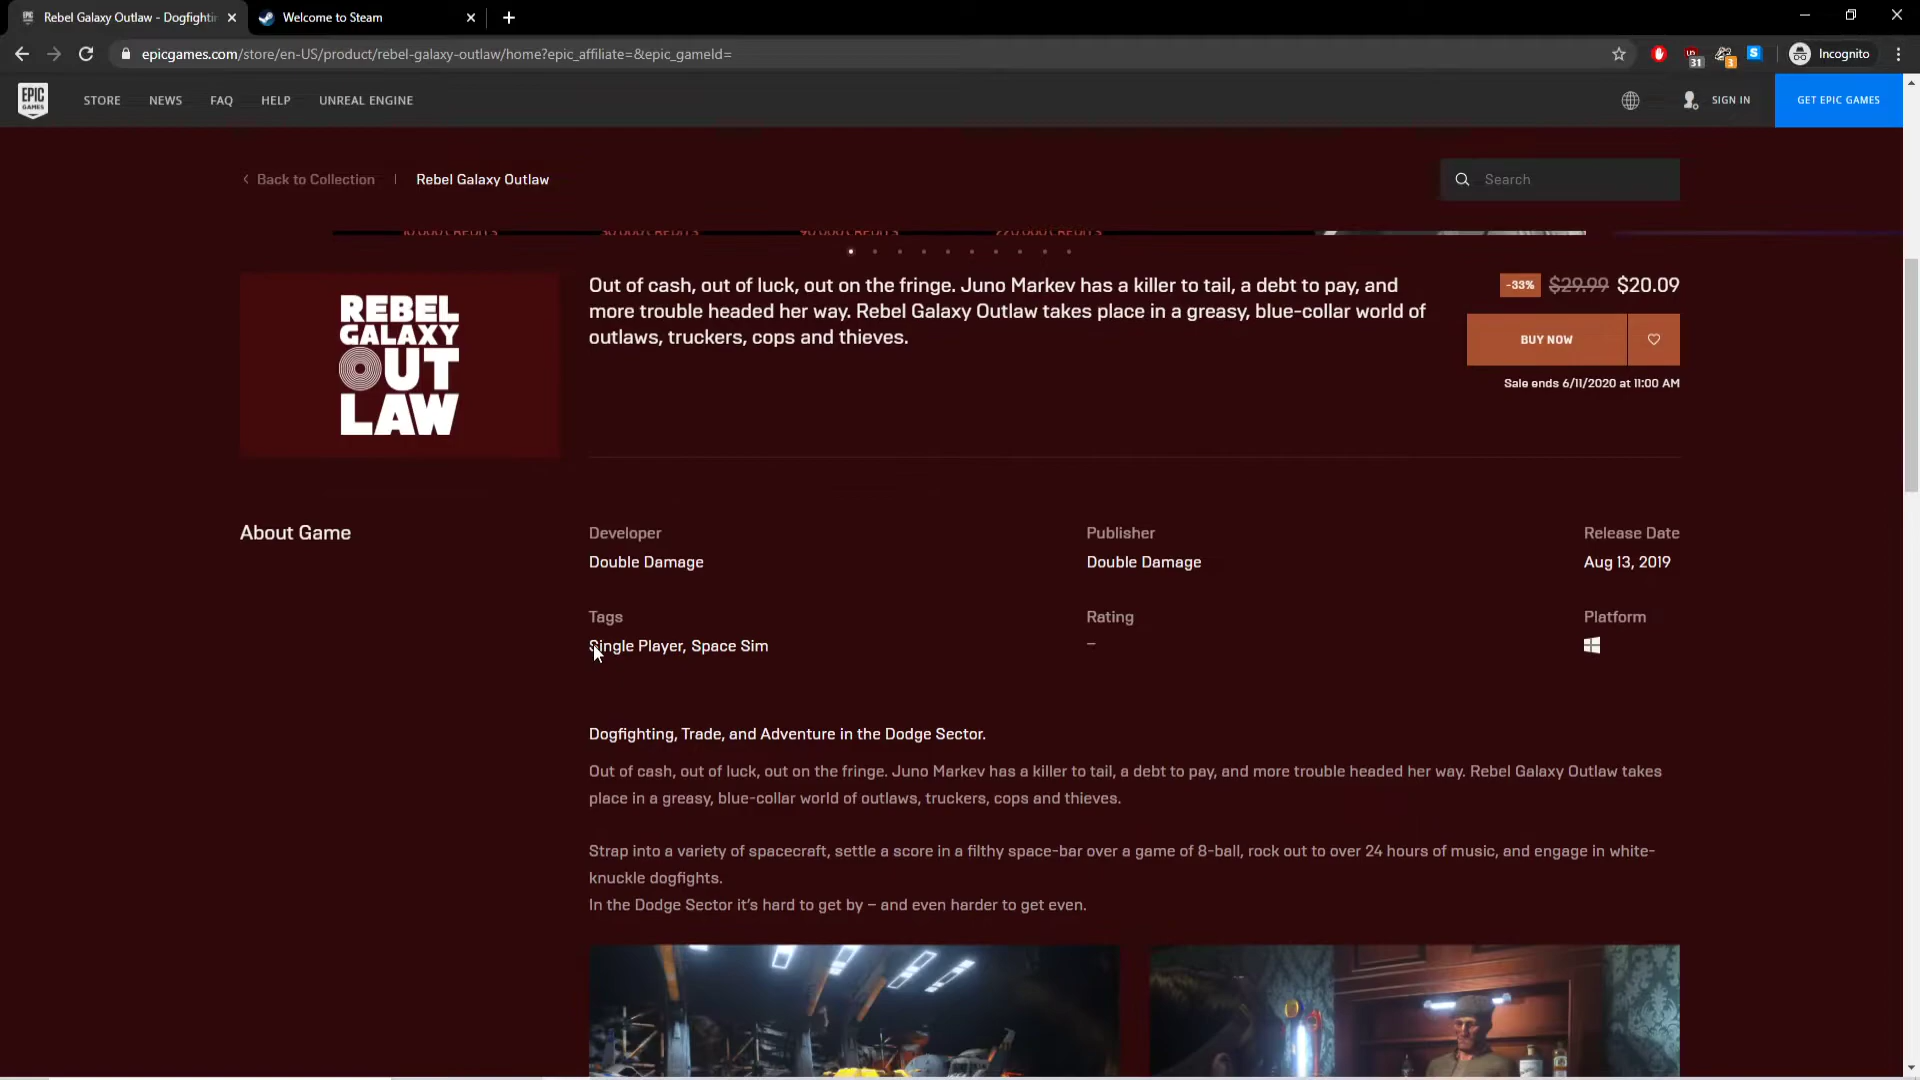 Rebel Galaxy Outlaw - Dogfightin
Welcome to Steam
epicgames.com/store/en-US/product/rebel-galaxy-outlaw/home?epic_affiliate=&epic_gameId=
31
3
S
Incognito
EPIC GAMES
STORE
NEWS
FAQ
HELP
UNREAL ENGINE
SIGN IN
GET EPIC GAMES
Back to Collection
Rebel Galaxy Outlaw
Search
REBEL
GALAXY
OUT
LAW
Out of cash, out of luck, out on the fringe. Juno Markev has a killer to tail, a debt to pay, and
more trouble headed her way. Rebel Galaxy Outlaw takes place in a greasy, blue-collar world of
outlaws, truckers, cops and thieves.
-33% $29.99 $20.09
BUY NOW
Sale ends 6/11/2020 at 11:00 AM
About Game
Developer
Double Damage
Publisher
Double Damage
Release Date
Aug 13, 2019
Tags
Single Player, Space Sim
Rating
–
Platform
Dogfighting, Trade, and Adventure in the Dodge Sector.
Out of cash, out of luck, out on the fringe. Juno Markev has a killer to tail, a debt to pay, and more trouble headed her way. Rebel Galaxy Outlaw takes
place in a greasy, blue-collar world of outlaws, truckers, cops and thieves.
Strap into a variety of spacecraft, settle a score in a filthy space-bar over a game of 8-ball, rock out to over 24 hours of music, and engage in white-
knuckle dogfights.
In the Dodge Sector it's hard to get by – and even harder to get even.